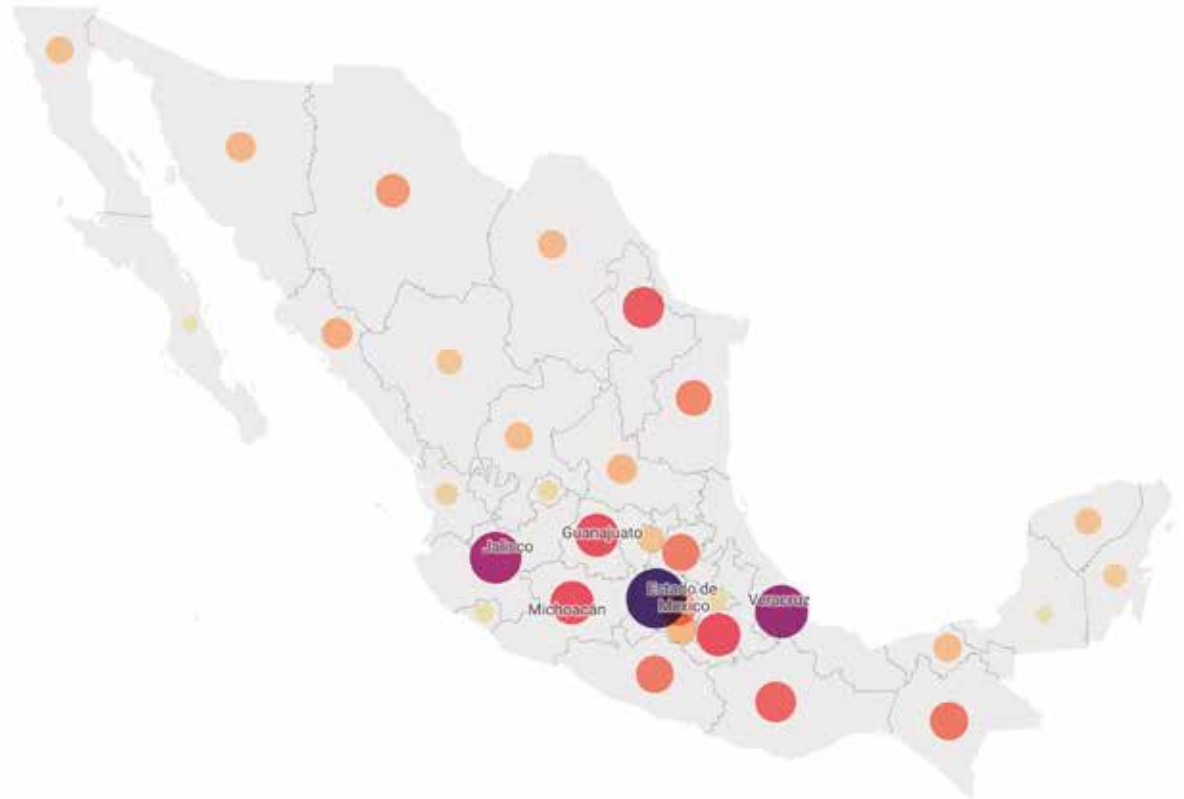 Guanajuato
Jalisco
Estado de
México
Veracruz
Michoacán